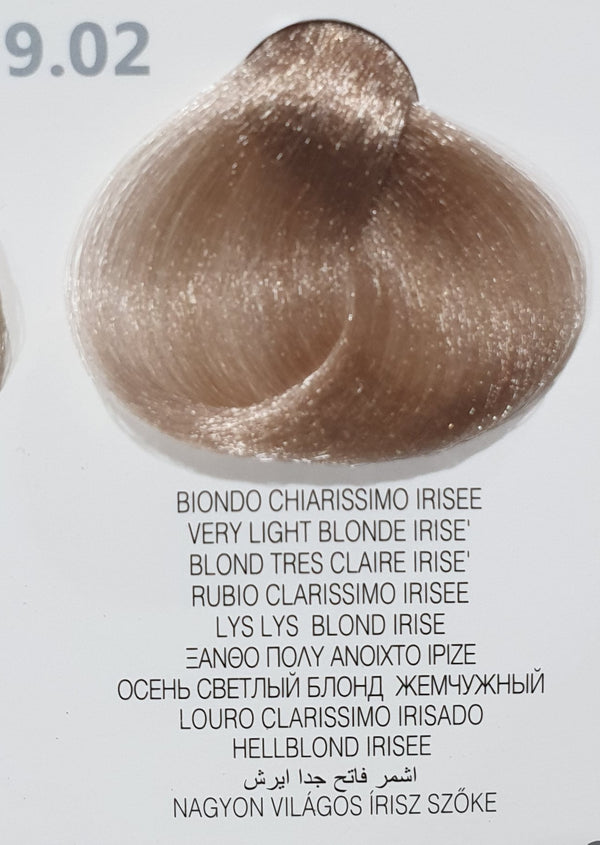 9.02
BIONDO CHIARISSIMO IRISEE
VERY LIGHT BLONDE IRISE'
BLOND TRES CLAIRE IRISE'
RUBIO CLARISSIMO IRISEE
LYS LYS BLOND IRISE
ΞΑΝΘΟ ΠΟΛΥ ΑΝΟΙΧΤΟ ΙΡΙΖΕ
ОСЕНЬ СВЕТЛЫЙ БЛОНД ЖЕМЧУЖНЫЙ
LOURO CLARISSIMO IRISADO
HELLBLOND IRISEE
اشمر فاتح جدا ايرش
NAGYON VILÁGOS ÍRISZ SZŐKE